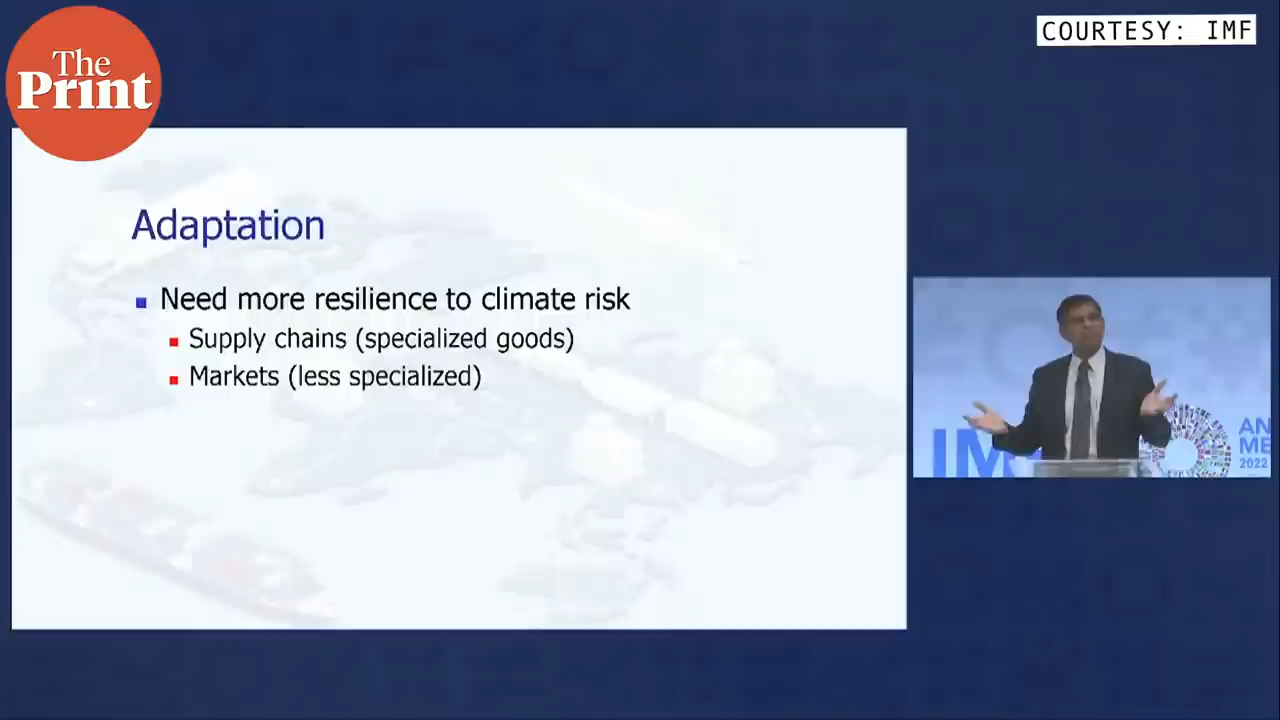 The
Print
COURTESY: IMF
Adaptation
Need more resilience to climate risk
Supply chains (specialized goods)
Markets (less specialized)
IM
AN
ME
2022